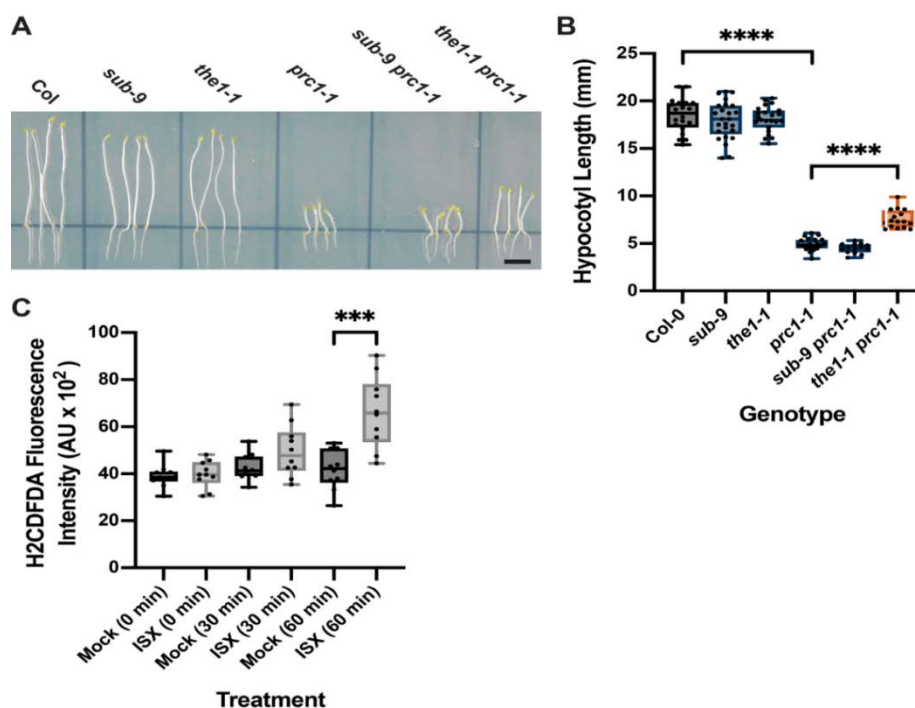 A
Col
sub-9
the1-1
prc1-1
sub-9 prc1-1
the1-1 prc1-1
B
****
****
Hypocotyl Length (mm)
25
20
15
10
5
0
Col-0
sub-9
the1-1
prc1-1
sub-9 prc1-1
the1-1 prc1-1
Genotype
C
***
H2CDFDA Fluorescence
Intensity (AU x 10²)
100
80
60
40
20
0
Mock (0 min)
ISX (0 min)
Mock (30 min)
ISX (30 min)
Mock (60 min)
ISX (60 min)
Treatment